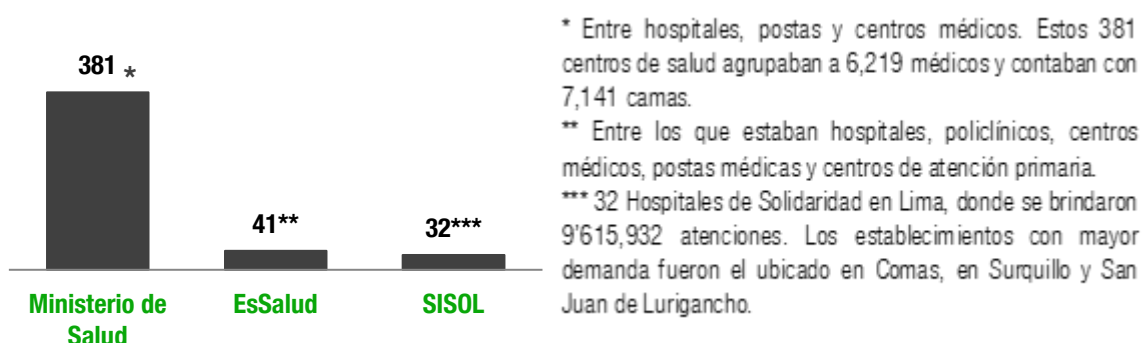 381 *
41**
32***
Ministerio de
Salud
EsSalud
SISOL
* Entre hospitales, postas y centros médicos. Estos 381
centros de salud agrupaban a 6,219 médicos y contaban con
7,141 camas.
** Entre los que estaban hospitales, policlínicos, centros
médicos, postas médicas y centros de atención primaria.
*** 32 Hospitales de Solidaridad en Lima, donde se brindaron
9'615,932 atenciones. Los establecimientos con mayor
demanda fueron el ubicado en Comas, en Surquillo y San
Juan de Lurigancho.